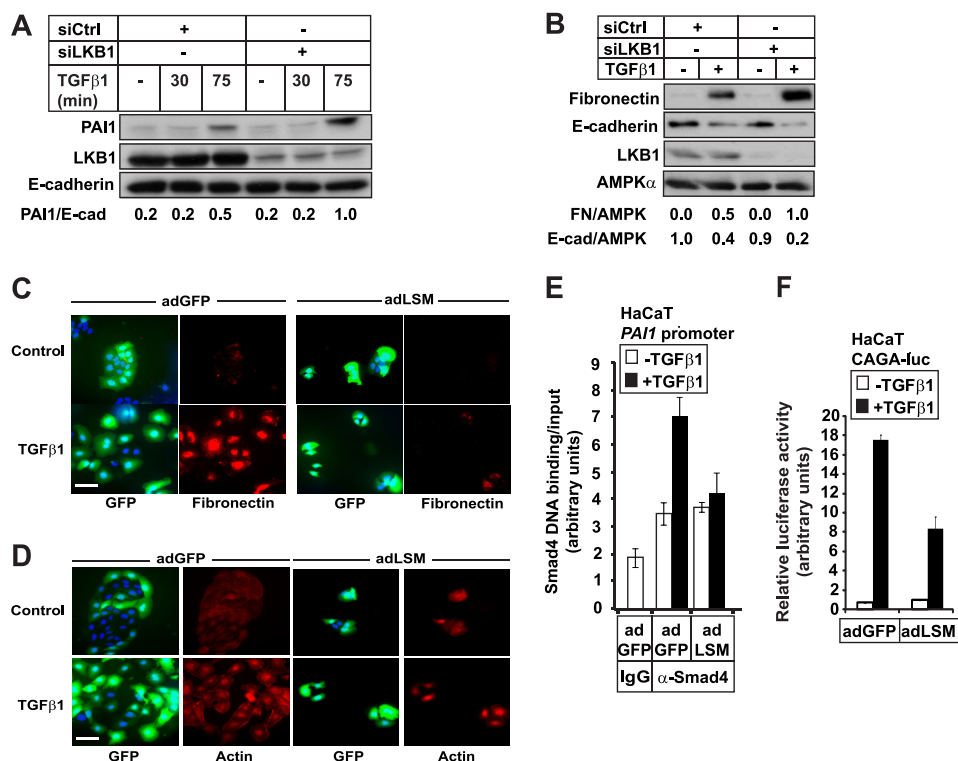 A
siCtrl + -
siLKB1 - +
TGFβ1 (min) - 30 75 - 30 75
PAI1
LKB1
E-cadherin
PAI1/E-cad 0.2 0.2 0.5 0.2 0.2 1.0
B
siCtrl + -
siLKB1 - +
TGFβ1 - + - +
Fibronectin
E-cadherin
LKB1
AMPKα
FN/AMPK 0.0 0.5 0.0 1.0
E-cad/AMPK 1.0 0.4 0.9 0.2
C
adGFP adLSM
Control
TGFβ1
GFP Fibronectin GFP Fibronectin
D
adGFP adLSM
Control
TGFβ1
GFP Actin GFP Actin
E
HaCaT
PAI1 promoter
-TGFβ1
+TGFβ1
Smad4 DNA binding/input
(arbitrary units)
9
8
7
6
5
4
3
2
1
0
ad GFP ad GFP ad LSM
IgG α-Smad4
F
HaCaT
CAGA-luc
-TGFβ1
+TGFβ1
Relative luciferase activity
(arbitrary units)
20
18
16
14
12
10
8
6
4
2
0
adGFP adLSM